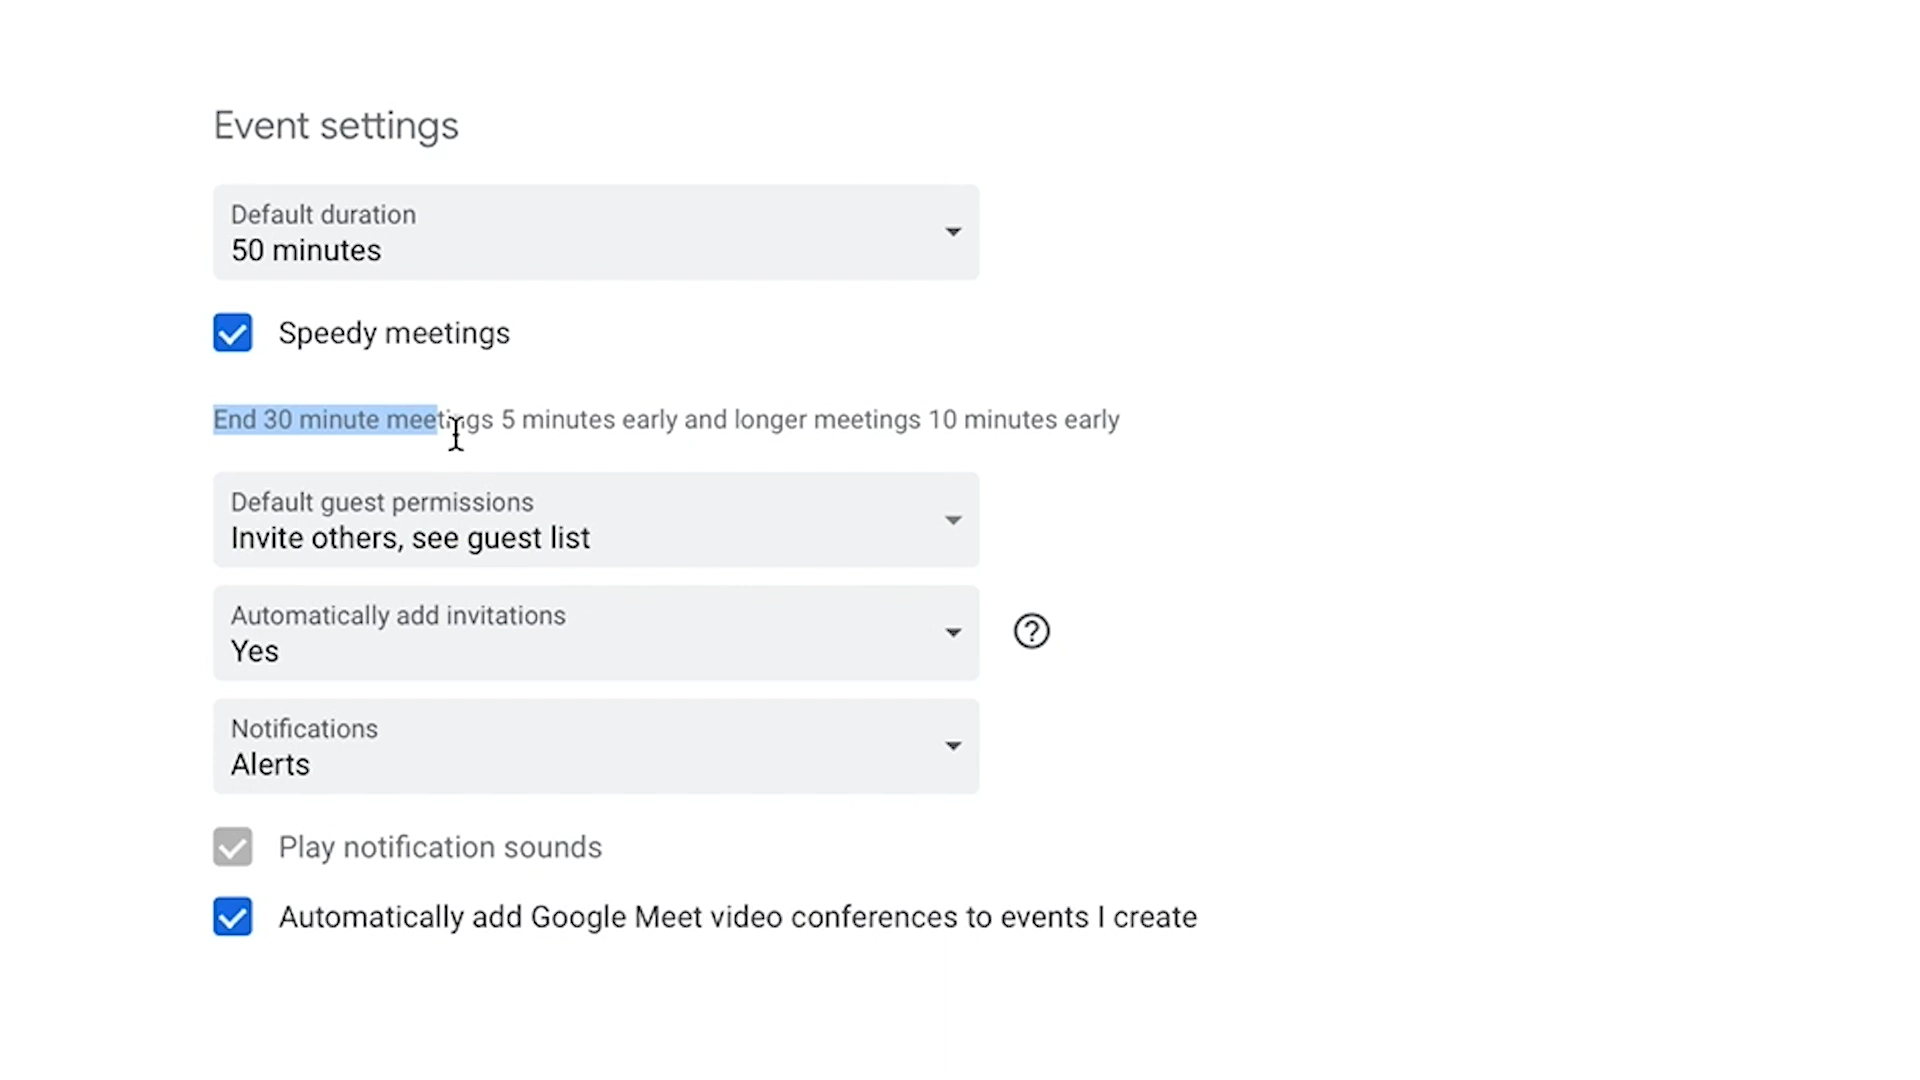 Event settings
Default duration
50 minutes
Speedy meetings
End 30 minute meetings 5 minutes early and longer meetings 10 minutes early
Default guest permissions
Invite others, see guest list
Automatically add invitations
Yes
Notifications
Alerts
Play notification sounds
Automatically add Google Meet video conferences to events I create